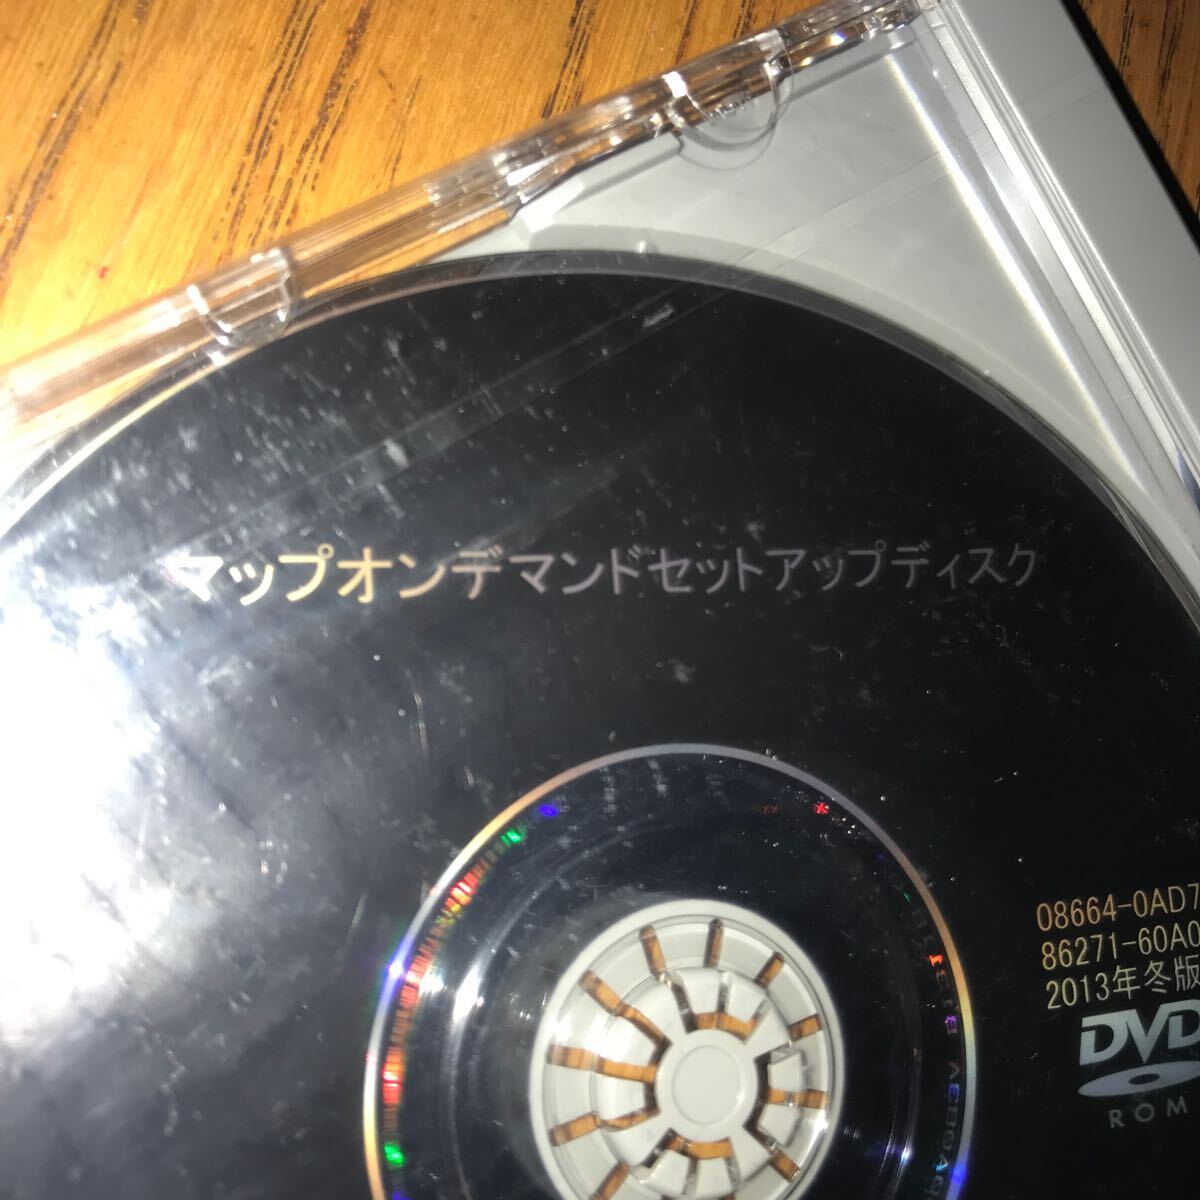 マップオンデマンドセットアップディスク
08664-0AD7
86271-60A0
2013年冬版
DVD
ROM